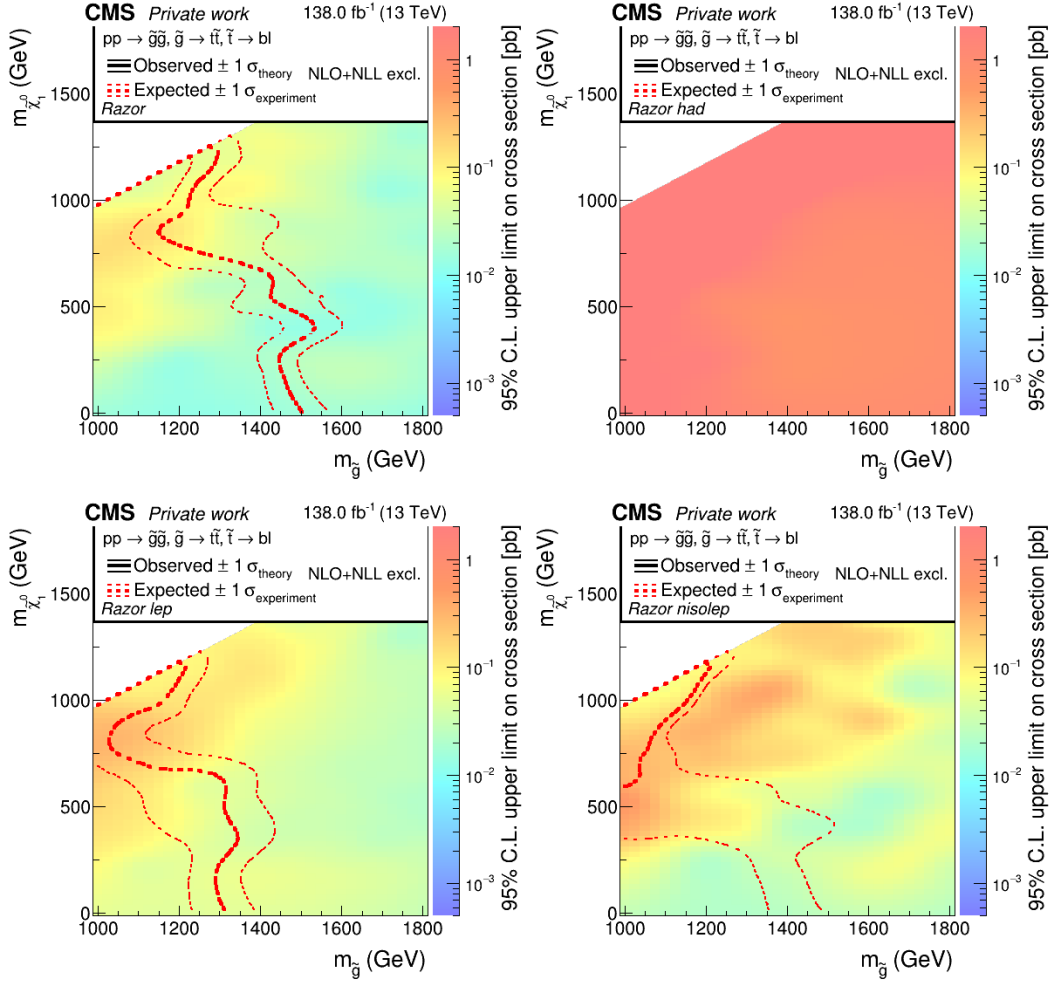 CMS Private work 138.0 fb⁻¹ (13 TeV)
pp → g̃g̃, g̃ → tt̃, t̃ → bl
Observed ± 1 σtheory NLO+NLL excl.
Expected ± 1 σexperiment
Razor
m χ̃⁰₁ (GeV)
1500
1000
500
0
1000 1200 1400 1600 1800
m g̃ (GeV)
1
10⁻¹
10⁻²
10⁻³
95% C.L. upper limit on cross section [pb]
CMS Private work 138.0 fb⁻¹ (13 TeV)
pp → g̃g̃, g̃ → tt̃, t̃ → bl
Observed ± 1 σtheory NLO+NLL excl.
Expected ± 1 σexperiment
Razor had
m χ̃⁰₁ (GeV)
1500
1000
500
0
1000 1200 1400 1600 1800
m g̃ (GeV)
1
10⁻¹
10⁻²
10⁻³
95% C.L. upper limit on cross section [pb]
CMS Private work 138.0 fb⁻¹ (13 TeV)
pp → g̃g̃, g̃ → tt̃, t̃ → bl
Observed ± 1 σtheory NLO+NLL excl.
Expected ± 1 σexperiment
Razor lep
m χ̃⁰₁ (GeV)
1500
1000
500
0
1000 1200 1400 1600 1800
m g̃ (GeV)
1
10⁻¹
10⁻²
10⁻³
95% C.L. upper limit on cross section [pb]
CMS Private work 138.0 fb⁻¹ (13 TeV)
pp → g̃g̃, g̃ → tt̃, t̃ → bl
Observed ± 1 σtheory NLO+NLL excl.
Expected ± 1 σexperiment
Razor nisolep
m χ̃⁰₁ (GeV)
1500
1000
500
0
1000 1200 1400 1600 1800
m g̃ (GeV)
1
10⁻¹
10⁻²
10⁻³
95% C.L. upper limit on cross section [pb]